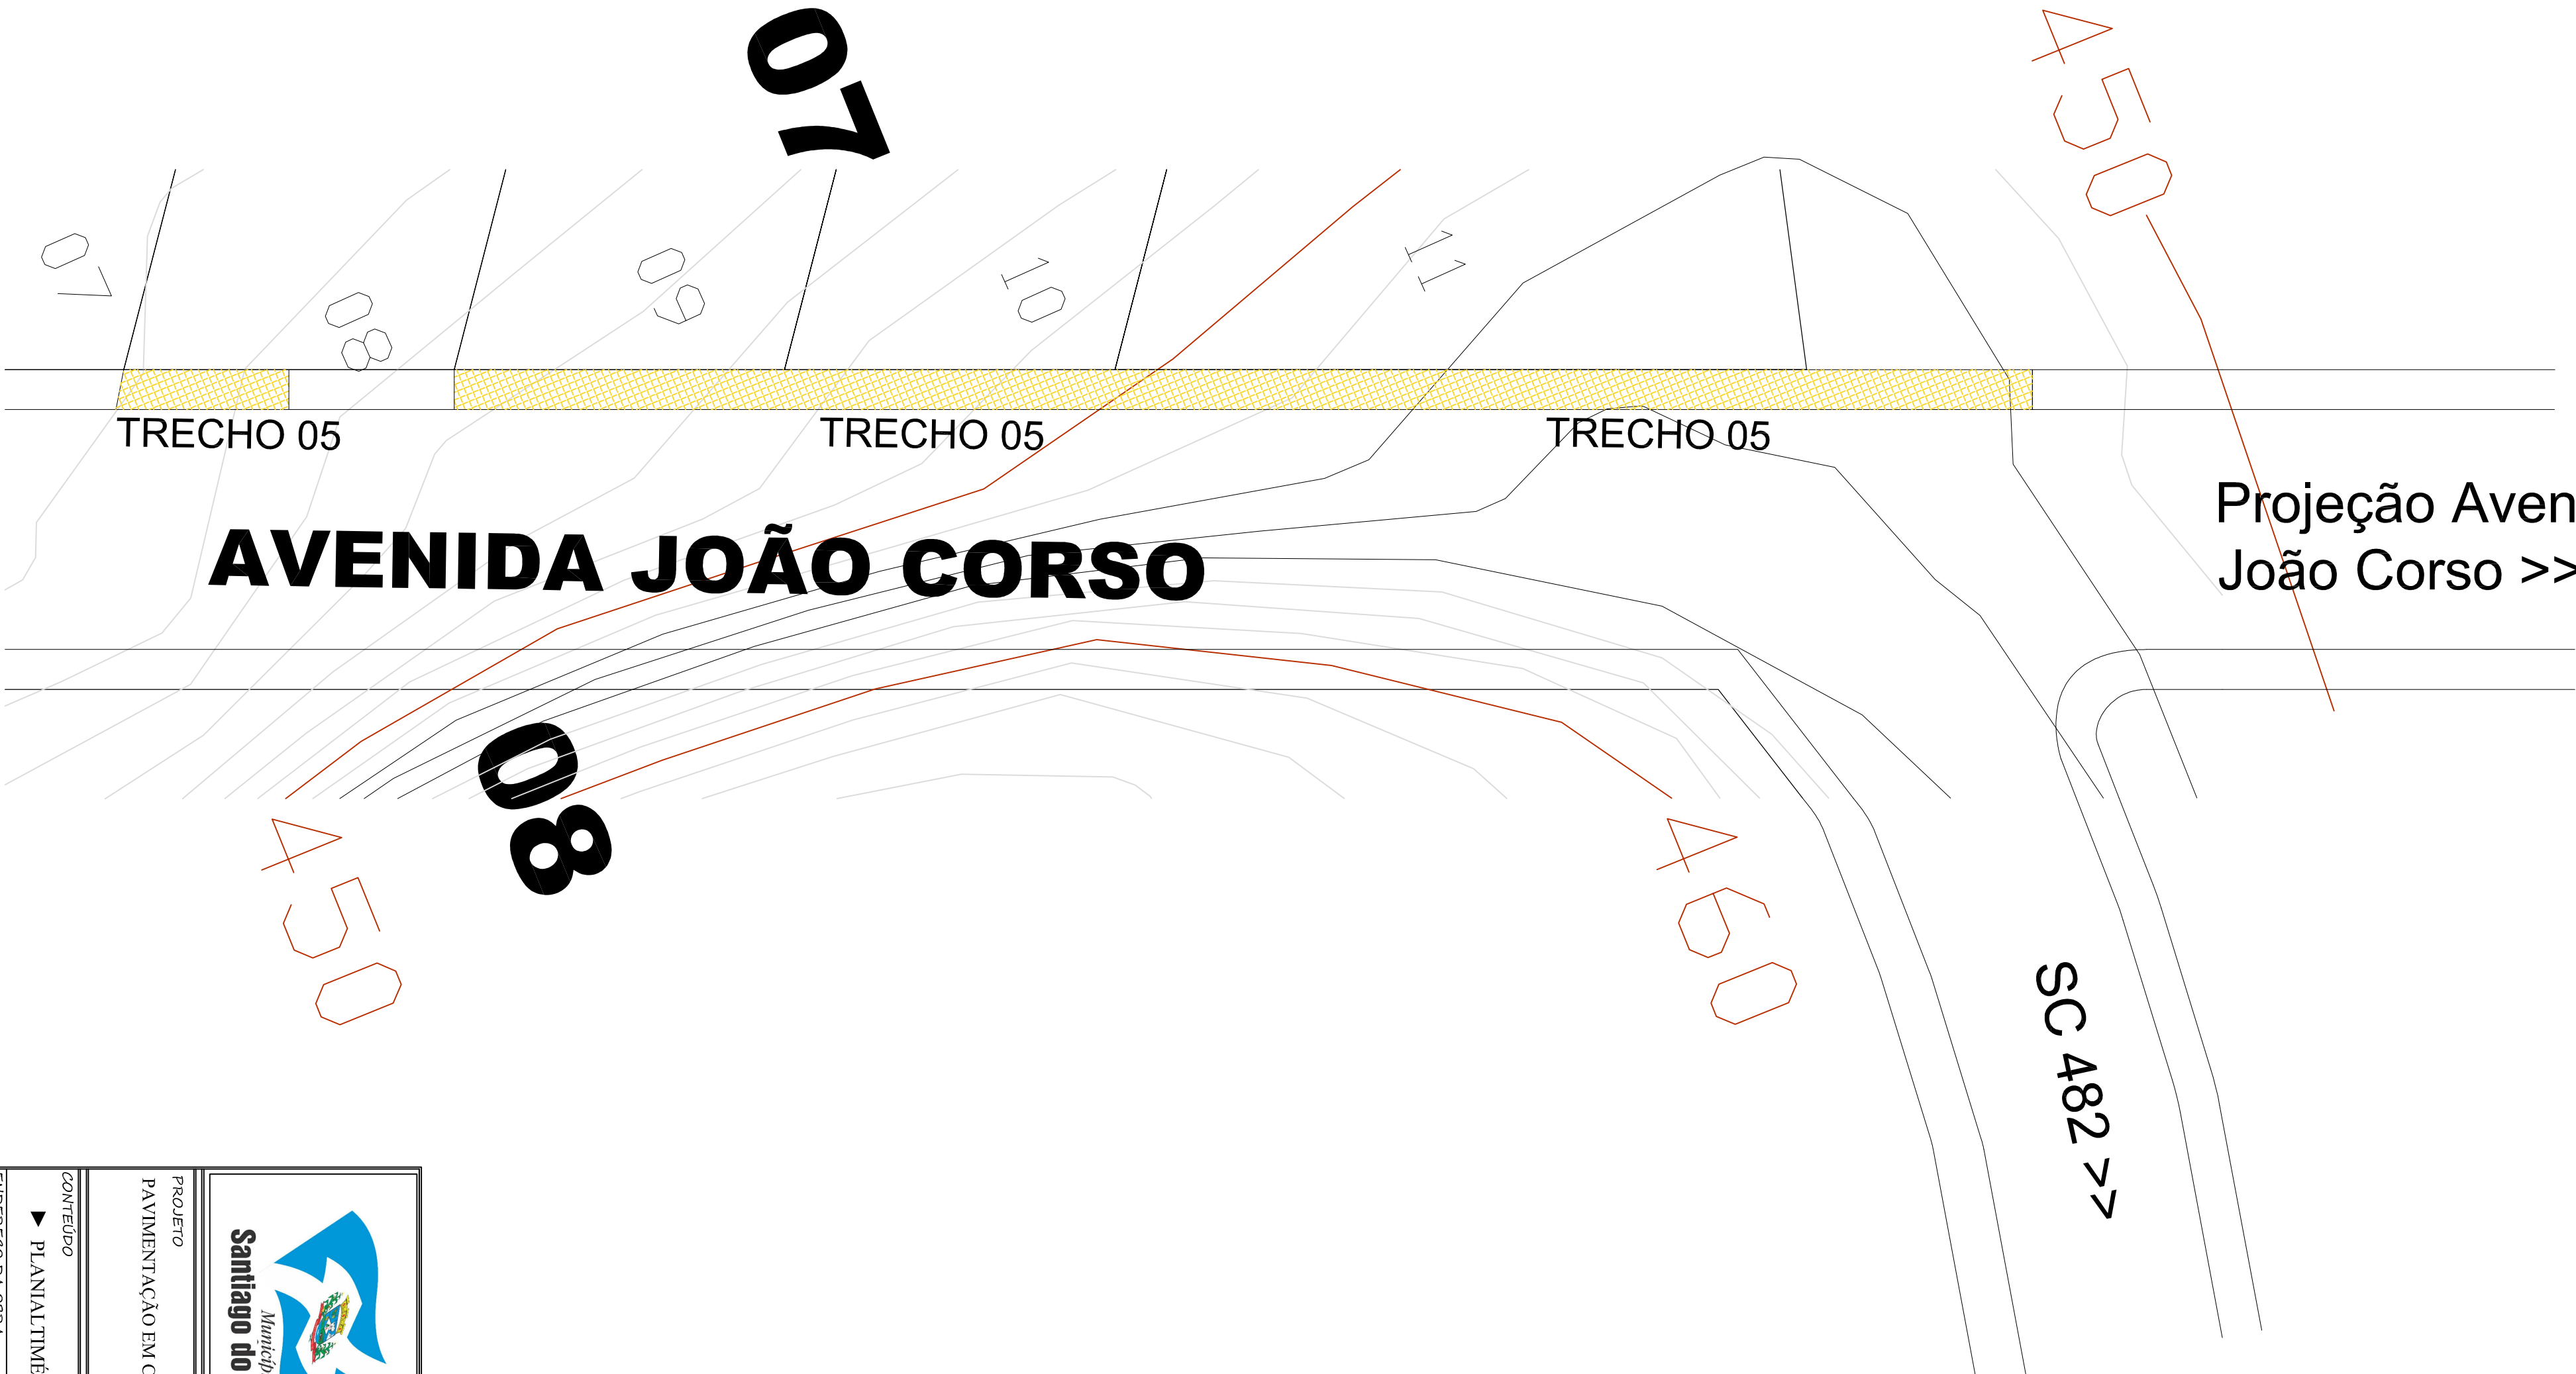 07
450
07
08
09
10
11
TRECHO 05
TRECHO 05
TRECHO 05
Projeção Aven
João Corso >>
AVENIDA JOÃO CORSO
08
450
460
SC 482 >>
Municíp
Santiago do
PROJETO
PAVIMENTAÇÃO EM C
CONTEÚDO
► PLANIALTIMÉ